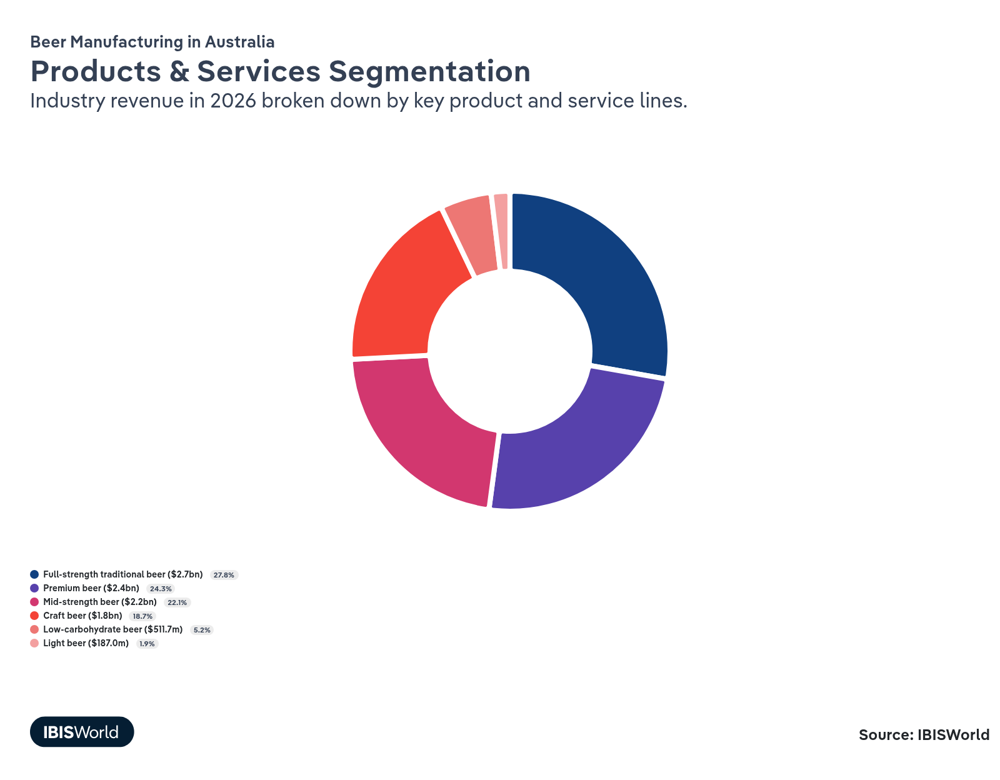 Beer Manufacturing in Australia
Products & Services Segmentation
Industry revenue in 2026 broken down by key product and service lines.
Full-strength traditional beer ($2.7bn) 27.8%
Premium beer ($2.4bn) 24.3%
Mid-strength beer ($2.2bn) 22.1%
Craft beer ($1.8bn) 18.7%
Low-carbohydrate beer ($511.7m) 5.2%
Light beer ($187.0m) 1.9%
IBISWorld
Source: IBISWorld